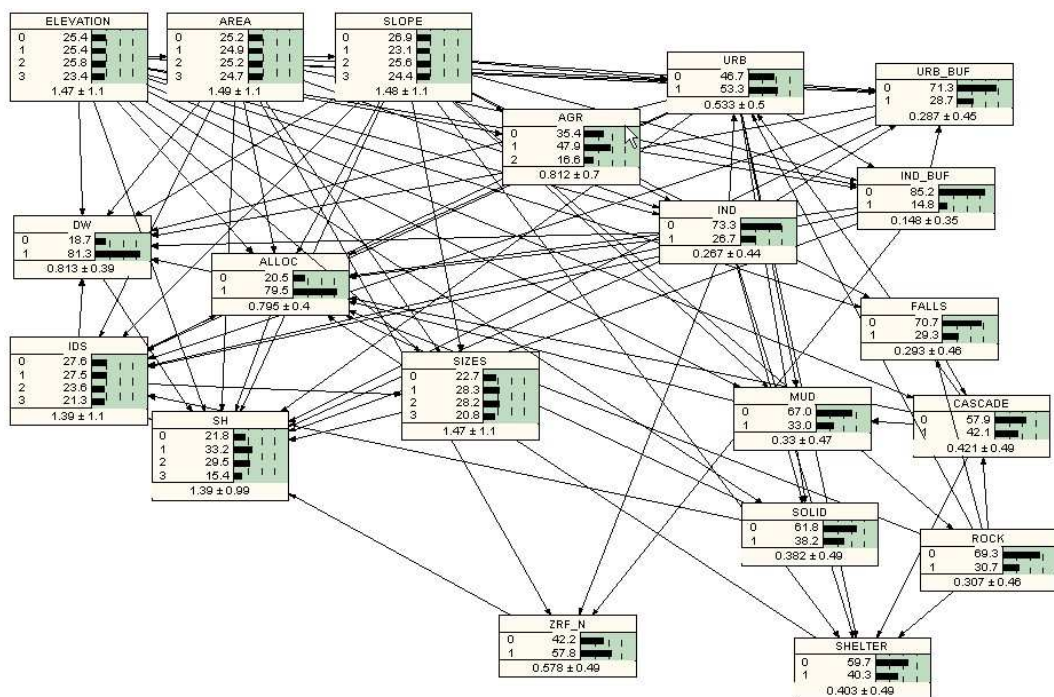 ELEVATION
0 25.4
1 25.4
2 25.8
3 23.4
1.47 ± 1.1
AREA
0 25.2
1 24.9
2 25.2
3 24.7
1.49 ± 1.1
SLOPE
0 26.9
1 23.1
2 25.6
3 24.4
1.48 ± 1.1
URB
0 46.7
1 53.3
0.533 ± 0.5
URB_BUF
0 71.3
1 28.7
0.287 ± 0.45
AGR
0 35.4
1 47.9
2 16.6
0.812 ± 0.7
IND_BUF
0 85.2
1 14.8
0.148 ± 0.35
DW
0 18.7
1 81.3
0.813 ± 0.39
IND
0 73.3
1 26.7
0.267 ± 0.44
ALLOC
0 20.5
1 79.5
0.795 ± 0.4
FALLS
0 70.7
1 29.3
0.293 ± 0.46
IDS
0 27.6
1 27.5
2 23.6
3 21.3
1.39 ± 1.1
SIZES
0 22.7
1 28.3
2 28.2
3 20.8
1.47 ± 1.1
MUD
0 67.0
1 33.0
0.33 ± 0.47
CASCADE
0 57.9
1 42.1
0.421 ± 0.49
SH
0 21.8
1 33.2
2 29.5
3 15.4
1.39 ± 0.99
SOLID
0 61.8
1 38.2
0.382 ± 0.49
ROCK
0 69.3
1 30.7
0.307 ± 0.46
ZRF_N
0 42.2
1 57.8
0.578 ± 0.49
SHELTER
0 59.7
1 40.3
0.403 ± 0.49